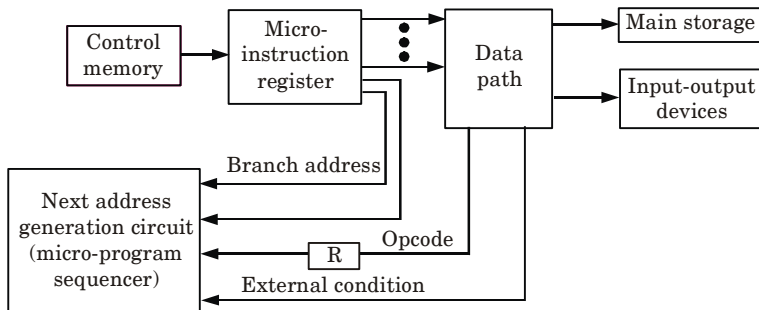 Control
memory
Micro-
instruction
register
Data
path
Main storage
Input-output
devices
Branch address
Next address
generation circuit
(micro-program
sequencer)
Opcode
R
External condition